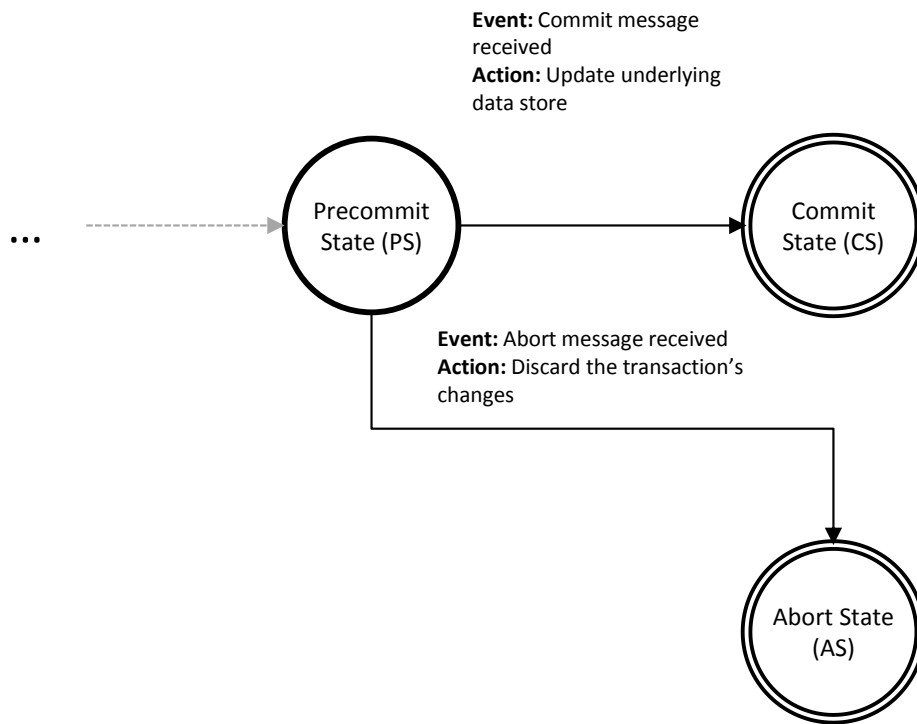 Event: Commit message
received
Action: Update underlying
data store
...
Precommit
State (PS)
Commit
State (CS)
Event: Abort message received
Action: Discard the transaction’s
changes
Abort State
(AS)